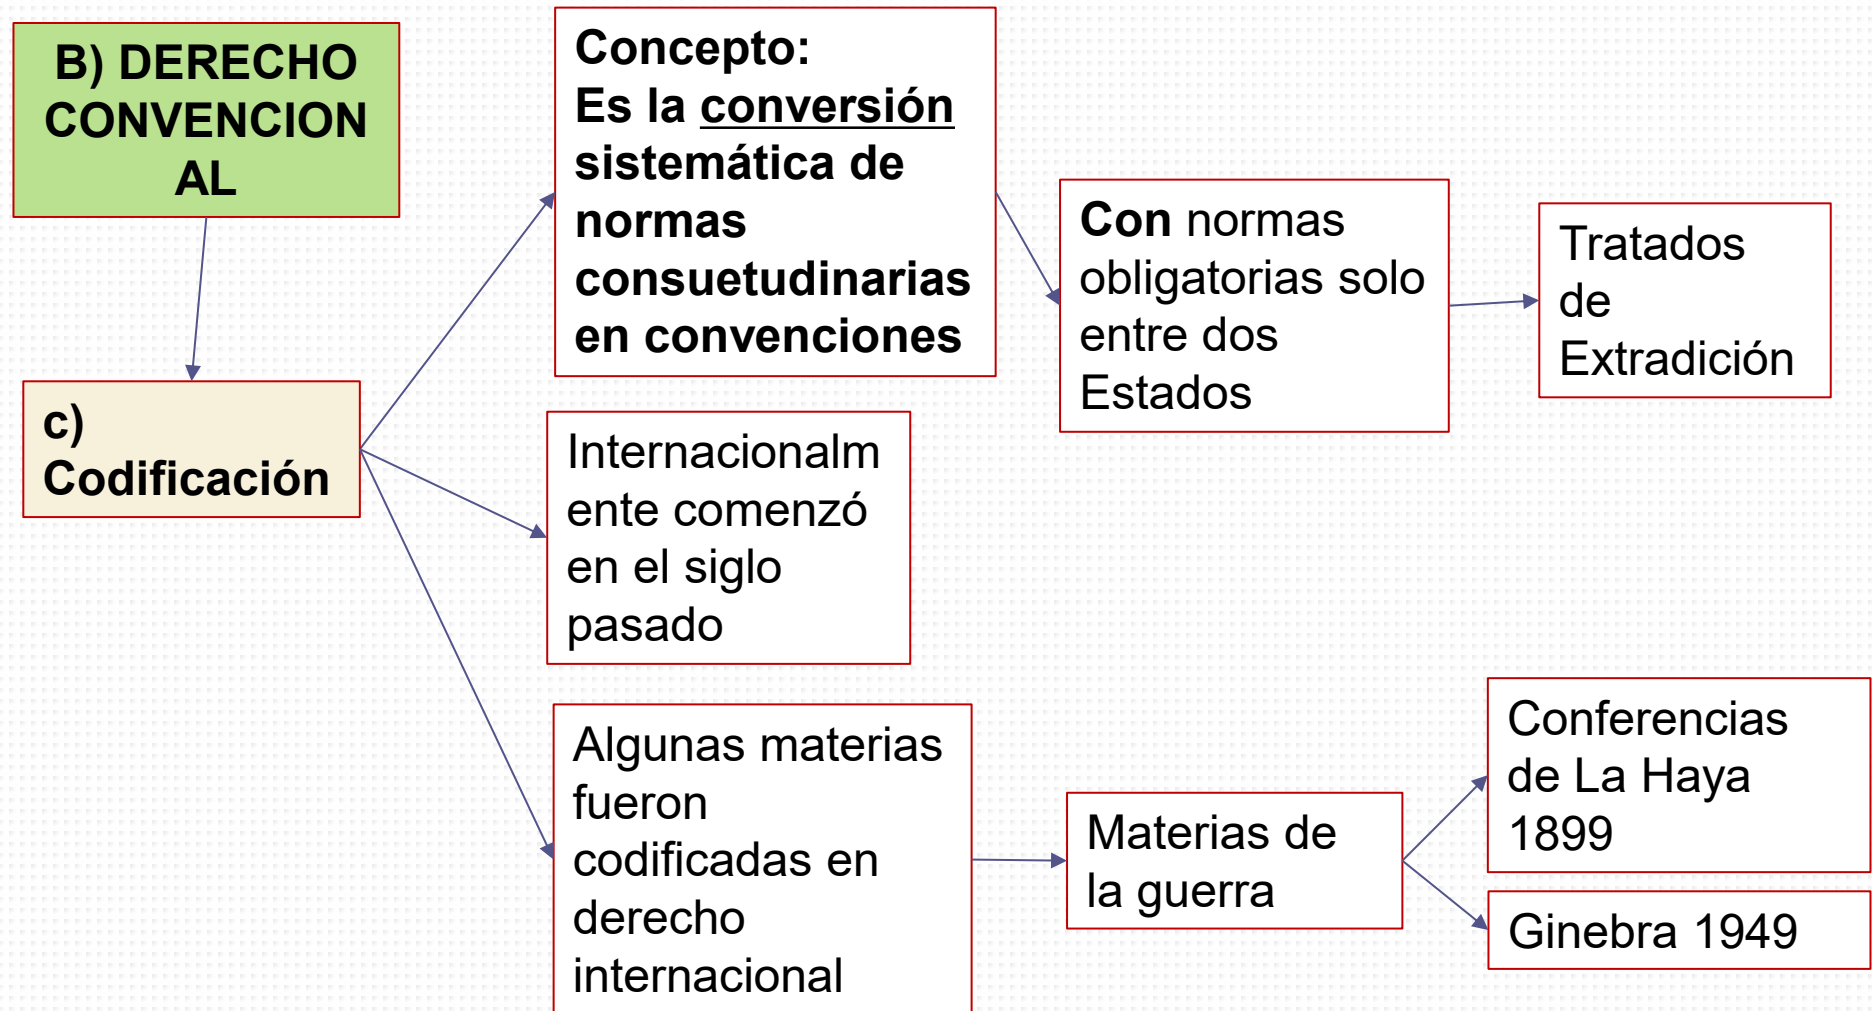 B) DERECHO
CONVENCION
AL
c)
Codificación
Concepto:
Es la conversión
sistemática de
normas
consuetudinarias
en convenciones
Con normas
obligatorias solo
entre dos
Estados
Tratados
de
Extradición
Internacionalm
ente comenzó
en el siglo
pasado
Algunas materias
fueron
codificadas en
derecho
internacional
Materias de
la guerra
Conferencias
de La Haya
1899
Ginebra 1949